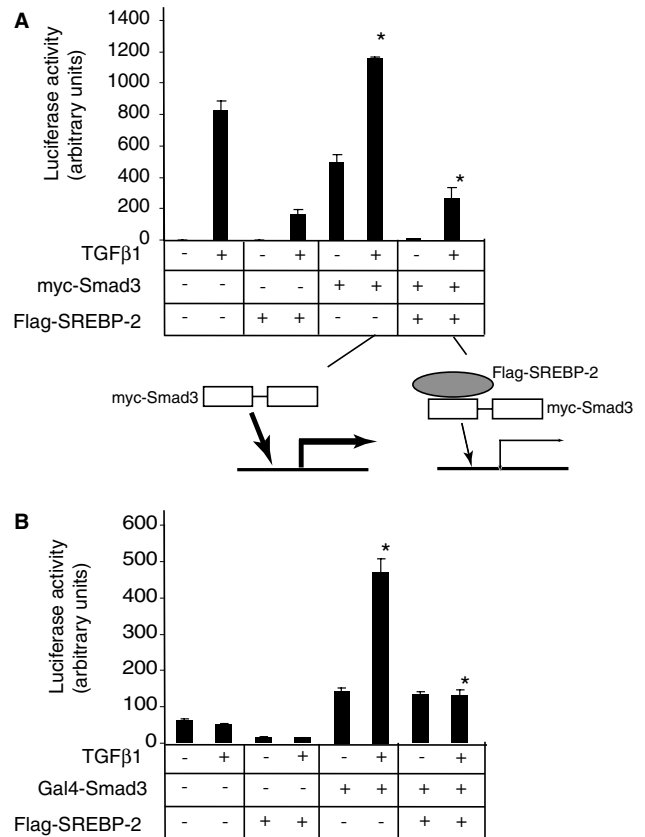 A
Luciferase activity
(arbitrary units)
1400
1200
1000
800
600
400
200
0
*
*
TGFβ1 - + - + - + - +
myc-Smad3 - - - - + + + +
Flag-SREBP-2 - - + + - - + +
myc-Smad3
Flag-SREBP-2
myc-Smad3
B
Luciferase activity
(arbitrary units)
600
500
400
300
200
100
0
*
*
TGFβ1 - + - + - + - +
Gal4-Smad3 - - - - + + + +
Flag-SREBP-2 - - + + - - + +